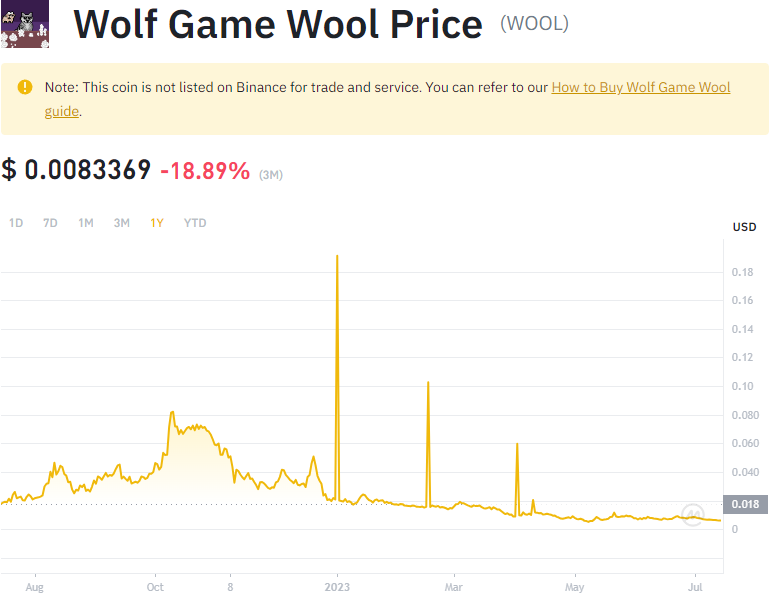 Wolf Game Wool Price (WOOL)
Note: This coin is not listed on Binance for trade and service. You can refer to our How to Buy Wolf Game Wool
guide.
$ 0.0083369 -18.89% (3M)
1D 7D 1M 3M 1Y YTD
USD
0.18
0.16
0.14
0.12
0.10
0.080
0.060
0.040
0.018
0
Aug Oct 8 2023 Mar May Jul